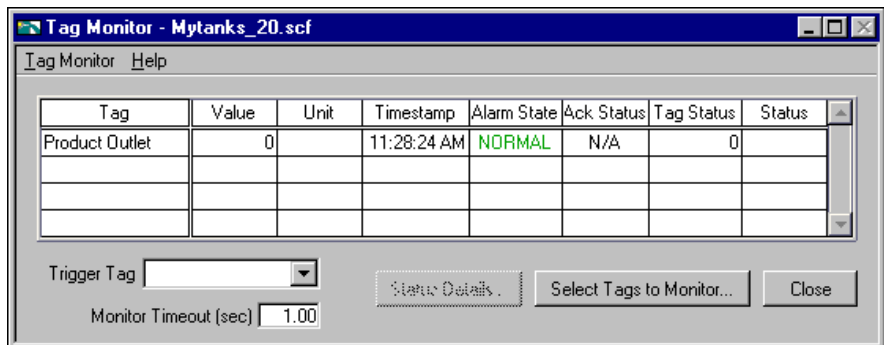 Tag Monitor - Mytanks_20.scf
Tag Monitor Help
Tag Value Unit Timestamp Alarm State Ack Status Tag Status Status
Product Outlet 0 11:28:24 AM NORMAL N/A 0
Trigger Tag
Status Details... Select Tags to Monitor... Close
Monitor Timeout (sec) 1.00